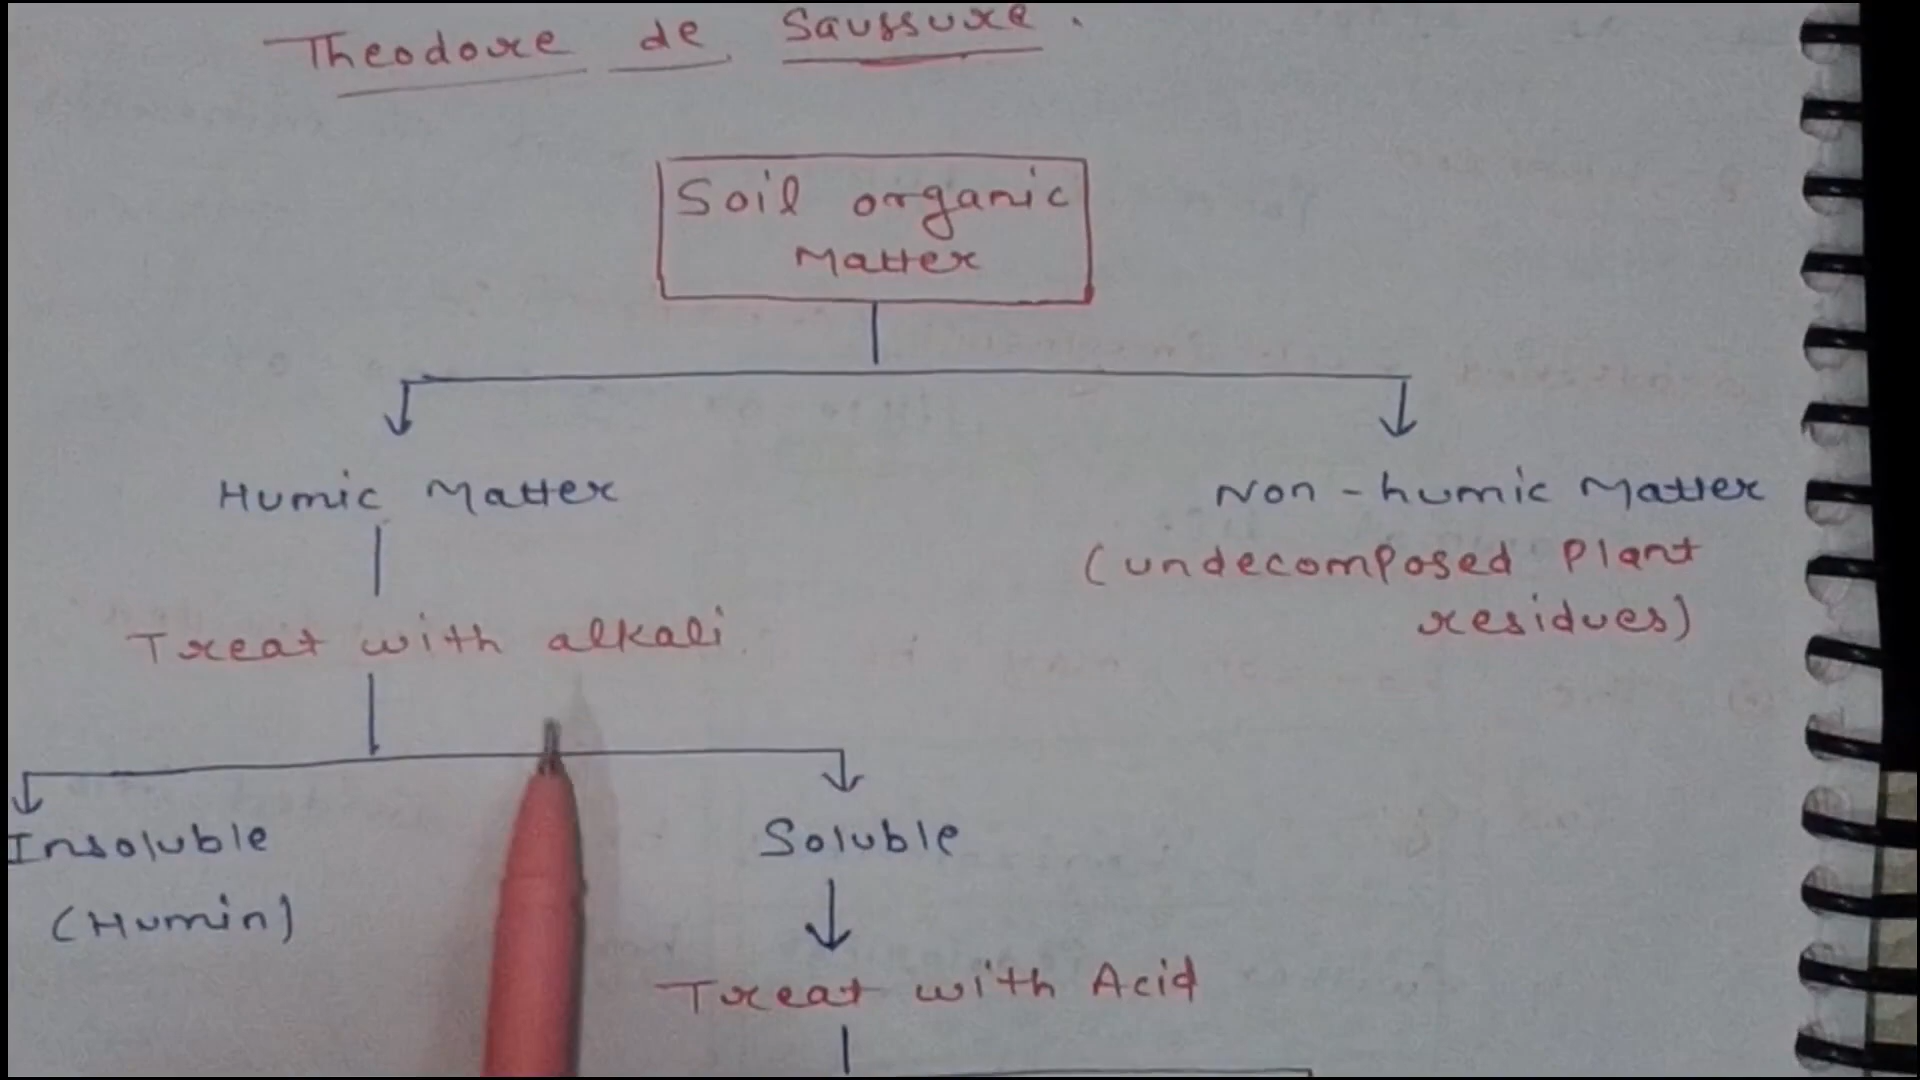 Theodore de Saussure.
Soil organic
Matter
Humic Matter
Non-humic Matter
(undecomposed Plant
residues)
Treat with alkali
Insoluble
(Humin)
Soluble
Treat with Acid